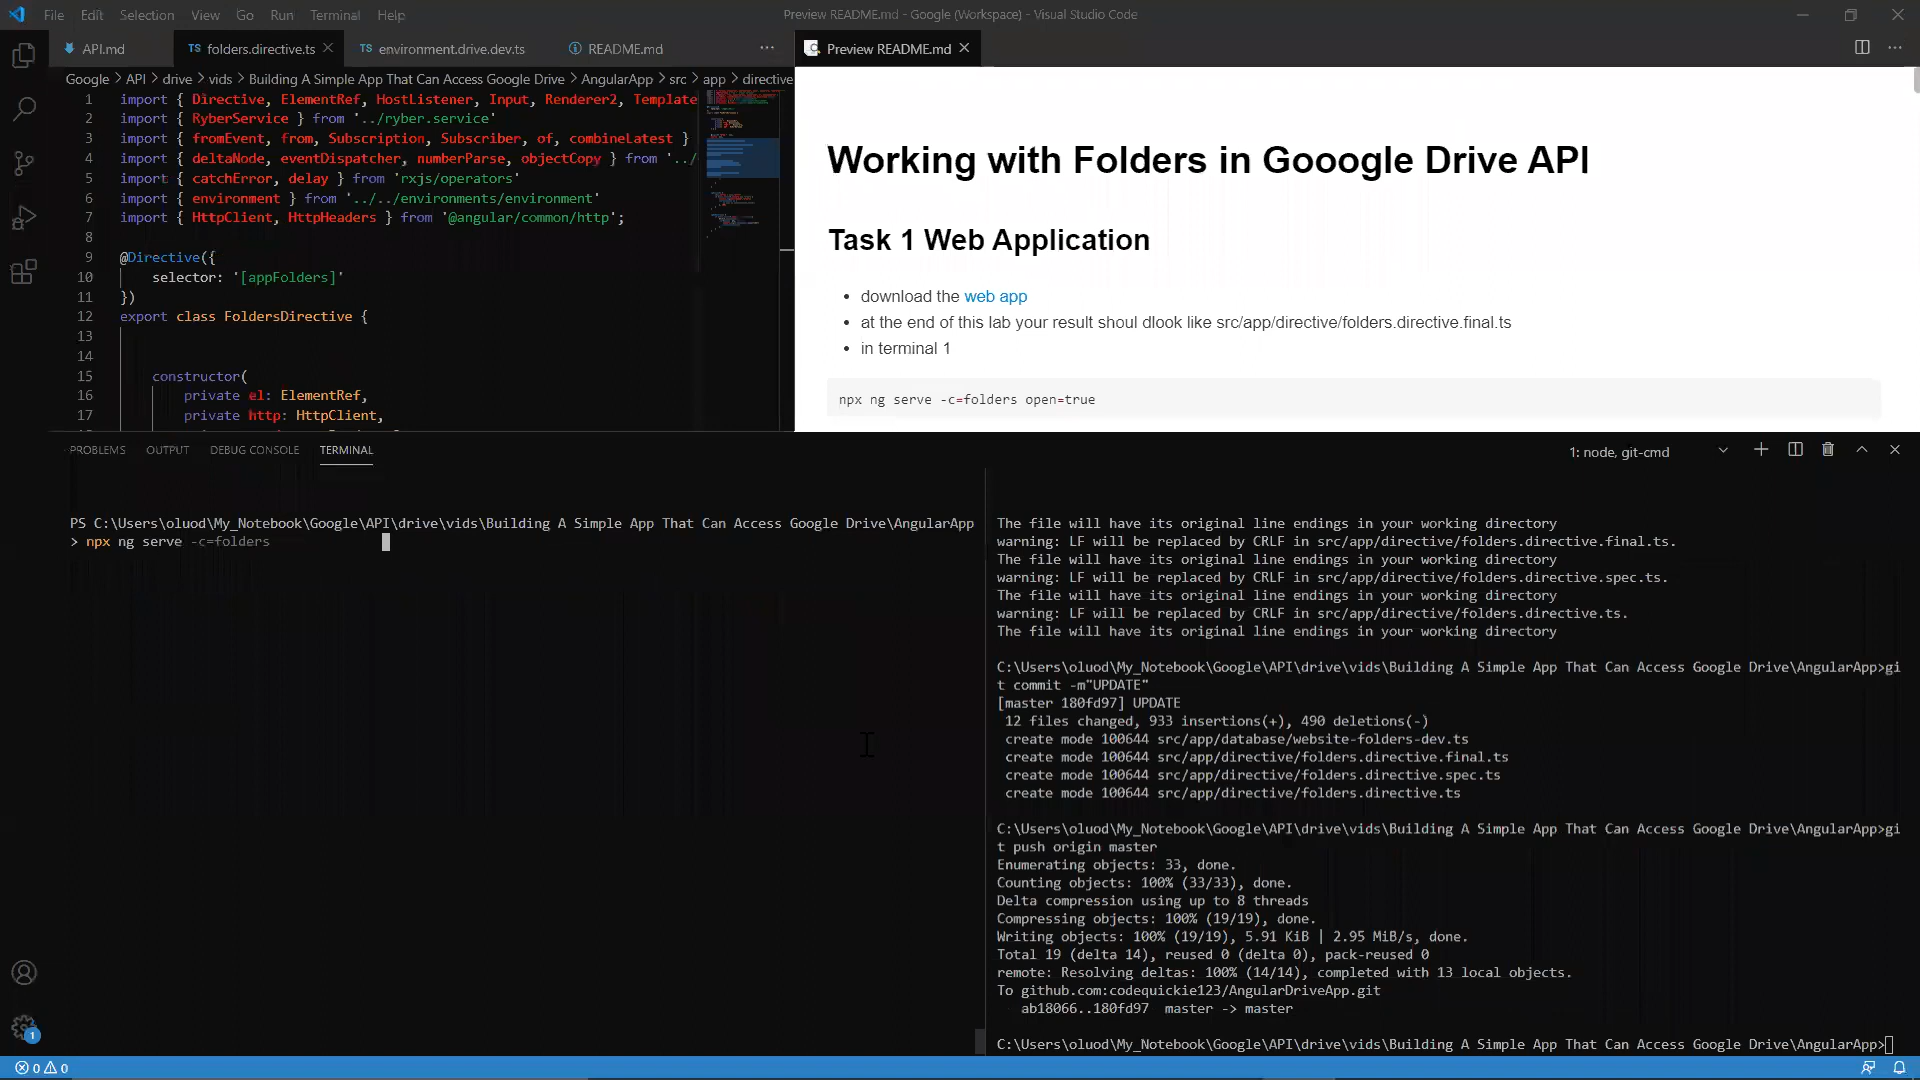 File Edit Selection View Go Run Terminal Help
Preview README.md - Google (Workspace) - Visual Studio Code
API.md
TS folders.directive.ts
TS environment.drive.dev.ts
README.md
Preview README.md
Google > API > drive > vids > Building A Simple App That Can Access Google Drive > AngularApp > src > app > directive
1 import { Directive, ElementRef, HostListener, Input, Renderer2, Template
2 import { RyberService } from '../ryber.service'
3 import { fromEvent, from, Subscription, Subscriber, of, combineLatest }
4 import { deltaNode, eventDispatcher, numberParse, objectCopy } from '../
5 import { catchError, delay } from 'rxjs/operators'
6 import { environment } from '../../environments/environment'
7 import { HttpClient, HttpHeaders } from '@angular/common/http';
8
9 @Directive({
10 selector: '[appFolders]'
11 })
12 export class FoldersDirective {
13
14
15 constructor(
16 private el: ElementRef,
17 private http: HttpClient,
Working with Folders in Gooogle Drive API
Task 1 Web Application
• download the web app
• at the end of this lab your result shoul dlook like src/app/directive/folders.directive.final.ts
• in terminal 1
npx ng serve -c=folders open=true
PROBLEMS OUTPUT DEBUG CONSOLE TERMINAL
1: node, git-cmd
PS C:\Users\oluod\My_Notebook\Google\API\drive\vids\Building A Simple App That Can Access Google Drive\AngularApp
> npx ng serve -c=folders
The file will have its original line endings in your working directory
warning: LF will be replaced by CRLF in src/app/directive/folders.directive.final.ts.
The file will have its original line endings in your working directory
warning: LF will be replaced by CRLF in src/app/directive/folders.directive.spec.ts.
The file will have its original line endings in your working directory
warning: LF will be replaced by CRLF in src/app/directive/folders.directive.ts.
The file will have its original line endings in your working directory
C:\Users\oluod\My_Notebook\Google\API\drive\vids\Building A Simple App That Can Access Google Drive\AngularApp>gi
t commit -m"UPDATE"
[master 180fd97] UPDATE
12 files changed, 933 insertions(+), 490 deletions(-)
create mode 100644 src/app/database/website-folders-dev.ts
create mode 100644 src/app/directive/folders.directive.final.ts
create mode 100644 src/app/directive/folders.directive.spec.ts
create mode 100644 src/app/directive/folders.directive.ts
C:\Users\oluod\My_Notebook\Google\API\drive\vids\Building A Simple App That Can Access Google Drive\AngularApp>gi
t push origin master
Enumerating objects: 33, done.
Counting objects: 100% (33/33), done.
Delta compression using up to 8 threads
Compressing objects: 100% (19/19), done.
Writing objects: 100% (19/19), 5.91 KiB | 2.95 MiB/s, done.
Total 19 (delta 14), reused 0 (delta 0), pack-reused 0
remote: Resolving deltas: 100% (14/14), completed with 13 local objects.
To github.com:codequickie123/AngularDriveApp.git
ab18066..180fd97 master -> master
C:\Users\oluod\My_Notebook\Google\API\drive\vids\Building A Simple App That Can Access Google Drive\AngularApp>
1
0 0